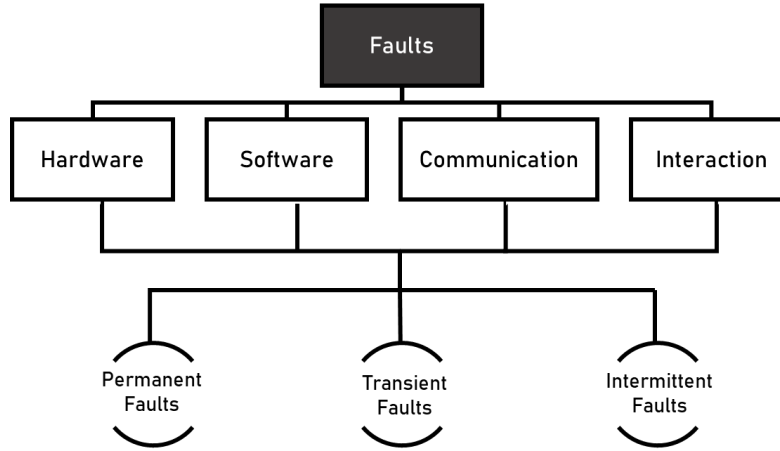 Faults
Hardware
Software
Communication
Interaction
Permanent
Faults
Transient
Faults
Intermittent
Faults